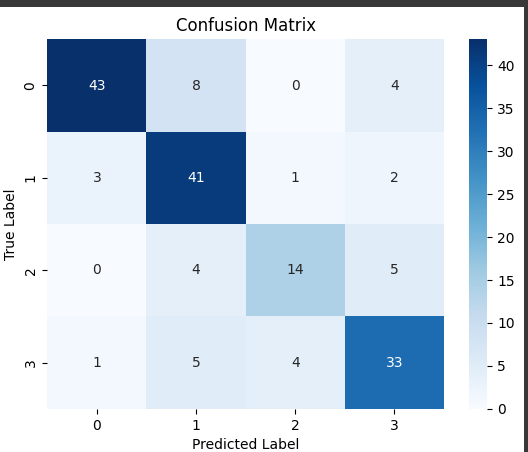 Confusion Matrix
True Label
0 43 8 0 4
1 3 41 1 2
2 0 4 14 5
3 1 5 4 33
0 1 2 3
Predicted Label
40
35
30
25
20
15
10
5
0